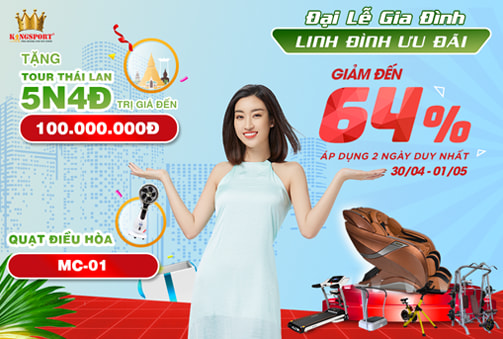 KINGSPORT
TẶNG
TOUR THÁI LAN
5N4Đ TRỊ GIÁ ĐẾN
100.000.000Đ
QUẠT ĐIỀU HÒA
MC-01
Đại Lễ Gia Đình
LINH ĐÌNH ƯU ĐÃI
GIẢM ĐẾN
64%
ÁP DỤNG 2 NGÀY DUY NHẤT
30/04 - 01/05